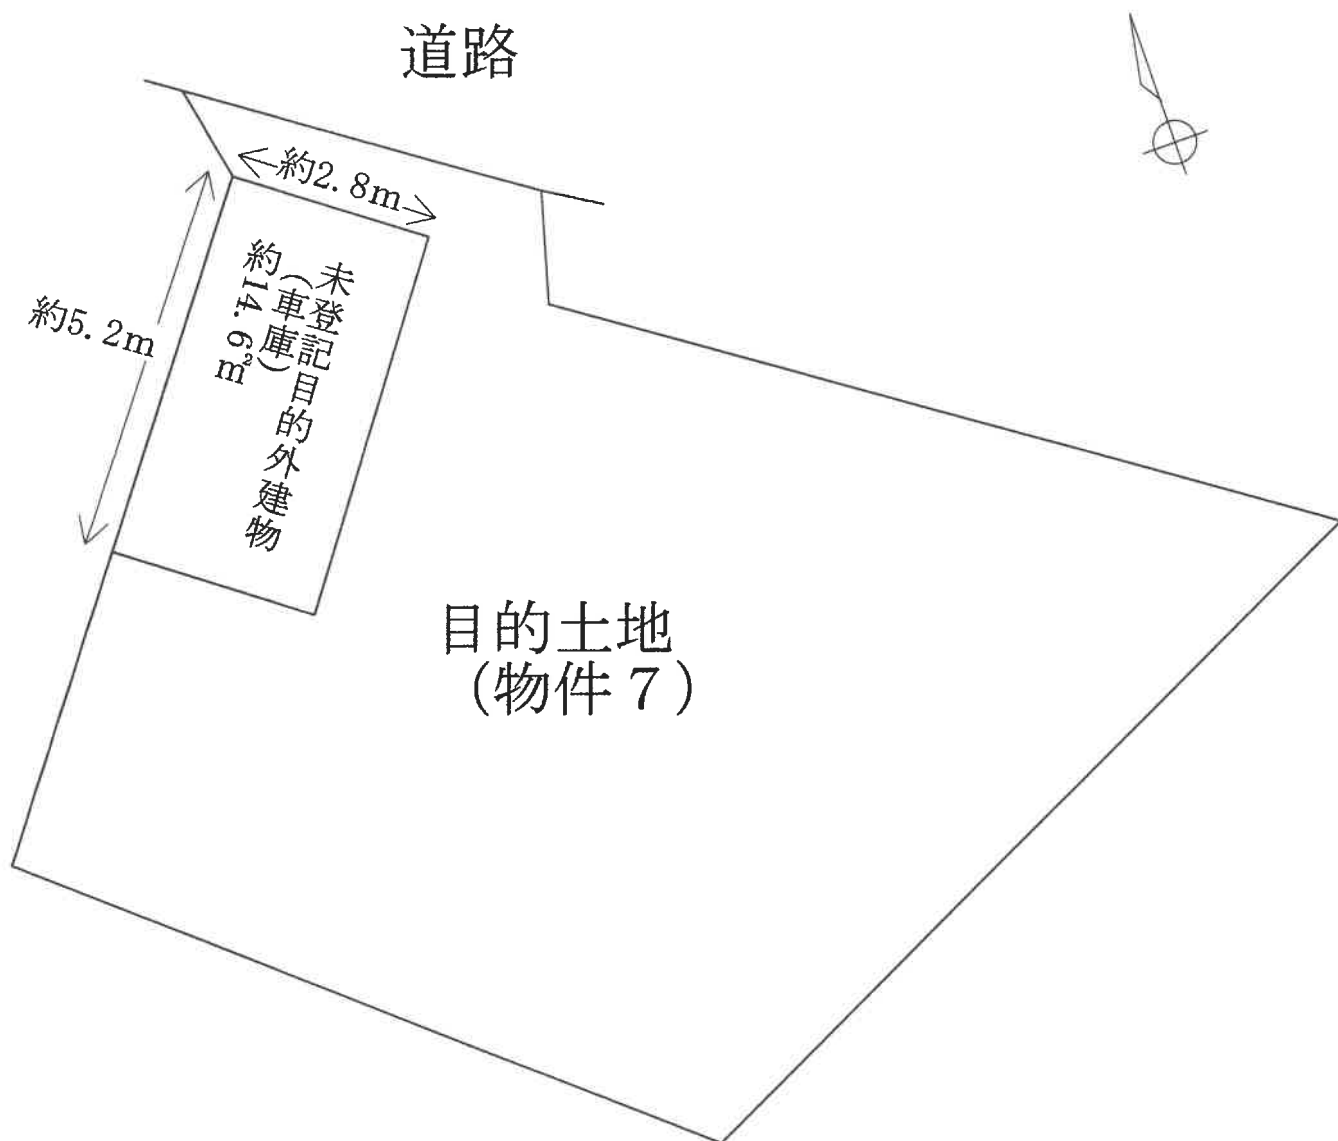 道路
約2.8m
約5.2m
未登記目的外建物
（車庫）
約14.6㎡
目的土地
（物件７）